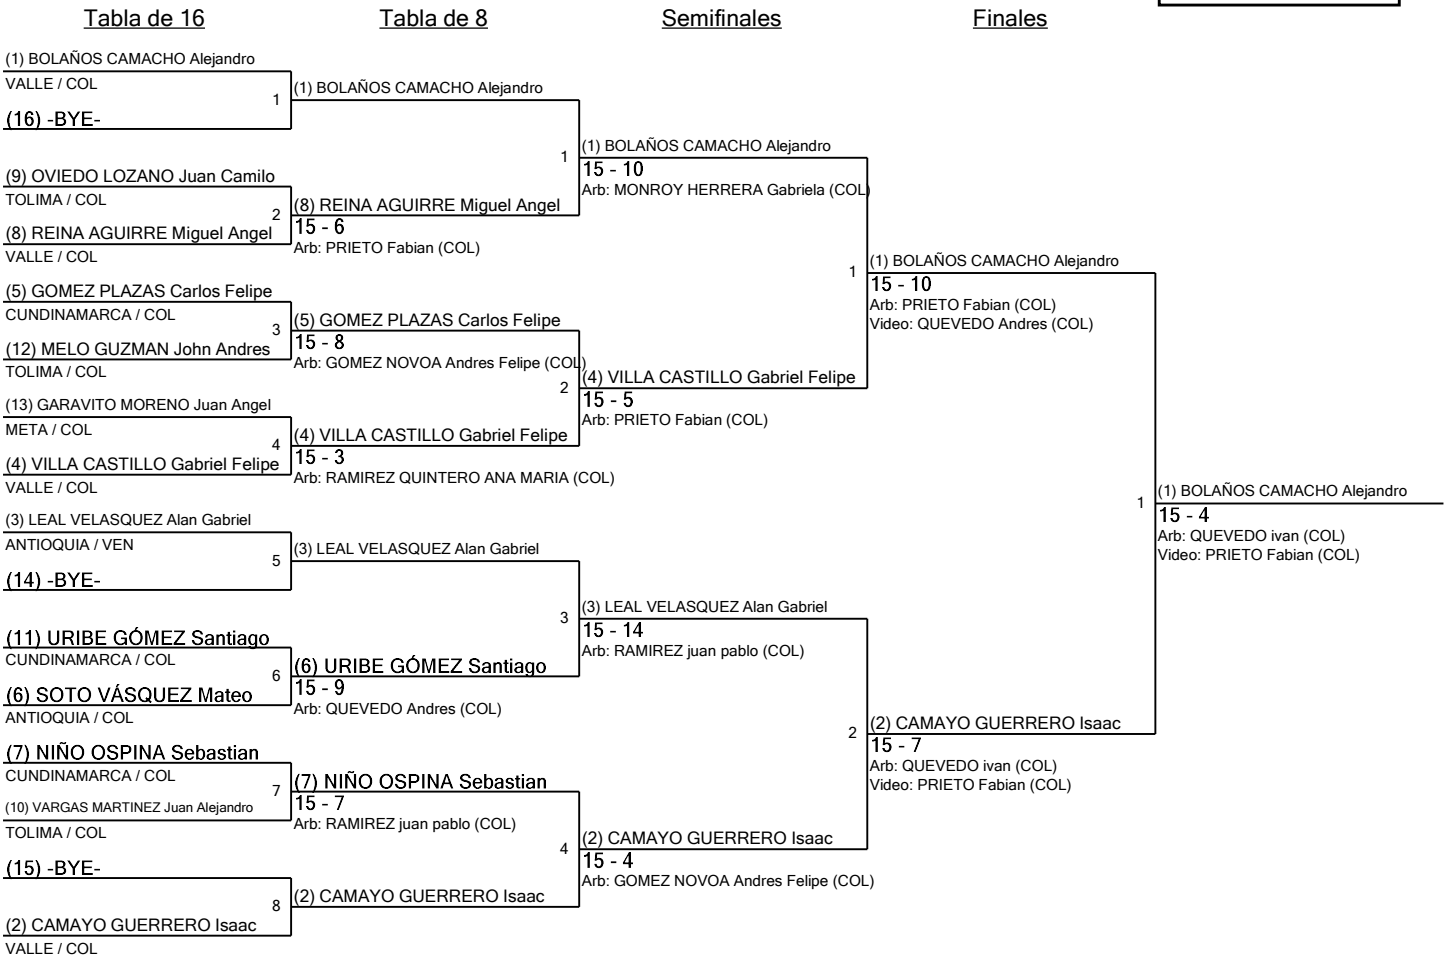 Tabla de 16
Tabla de 8
Semifinales
Finales
(1) BOLAÑOS CAMACHO Alejandro
VALLE / COL
1
(16) -BYE-
(9) OVIEDO LOZANO Juan Camilo
TOLIMA / COL
2
(8) REINA AGUIRRE Miguel Angel
VALLE / COL
(5) GOMEZ PLAZAS Carlos Felipe
CUNDINAMARCA / COL
3
(12) MELO GUZMAN John Andres
TOLIMA / COL
(13) GARAVITO MORENO Juan Angel
META / COL
4
(4) VILLA CASTILLO Gabriel Felipe
VALLE / COL
(3) LEAL VELASQUEZ Alan Gabriel
ANTIOQUIA / VEN
5
(14) -BYE-
(11) URIBE GÓMEZ Santiago
CUNDINAMARCA / COL
6
(6) SOTO VÁSQUEZ Mateo
ANTIOQUIA / COL
(7) NIÑO OSPINA Sebastian
CUNDINAMARCA / COL
7
(10) VARGAS MARTINEZ Juan Alejandro
TOLIMA / COL
(15) -BYE-
8
(2) CAMAYO GUERRERO Isaac
VALLE / COL
(1) BOLAÑOS CAMACHO Alejandro
1
(8) REINA AGUIRRE Miguel Angel
15 - 6
Arb: PRIETO Fabian (COL)
(5) GOMEZ PLAZAS Carlos Felipe
15 - 8
Arb: GOMEZ NOVOA Andres Felipe (COL)
2
(4) VILLA CASTILLO Gabriel Felipe
15 - 3
Arb: RAMIREZ QUINTERO ANA MARIA (COL)
(3) LEAL VELASQUEZ Alan Gabriel
3
(6) URIBE GÓMEZ Santiago
15 - 9
Arb: QUEVEDO Andres (COL)
(7) NIÑO OSPINA Sebastian
15 - 7
Arb: RAMIREZ juan pablo (COL)
4
(2) CAMAYO GUERRERO Isaac
(1) BOLAÑOS CAMACHO Alejandro
15 - 10
Arb: MONROY HERRERA Gabriela (COL)
1
(4) VILLA CASTILLO Gabriel Felipe
15 - 5
Arb: PRIETO Fabian (COL)
(3) LEAL VELASQUEZ Alan Gabriel
15 - 14
Arb: RAMIREZ juan pablo (COL)
2
(2) CAMAYO GUERRERO Isaac
15 - 4
Arb: GOMEZ NOVOA Andres Felipe (COL)
(1) BOLAÑOS CAMACHO Alejandro
15 - 10
Arb: PRIETO Fabian (COL)
Video: QUEVEDO Andres (COL)
1
(2) CAMAYO GUERRERO Isaac
15 - 7
Arb: QUEVEDO ivan (COL)
Video: PRIETO Fabian (COL)
(1) BOLAÑOS CAMACHO Alejandro
15 - 4
Arb: QUEVEDO ivan (COL)
Video: PRIETO Fabian (COL)